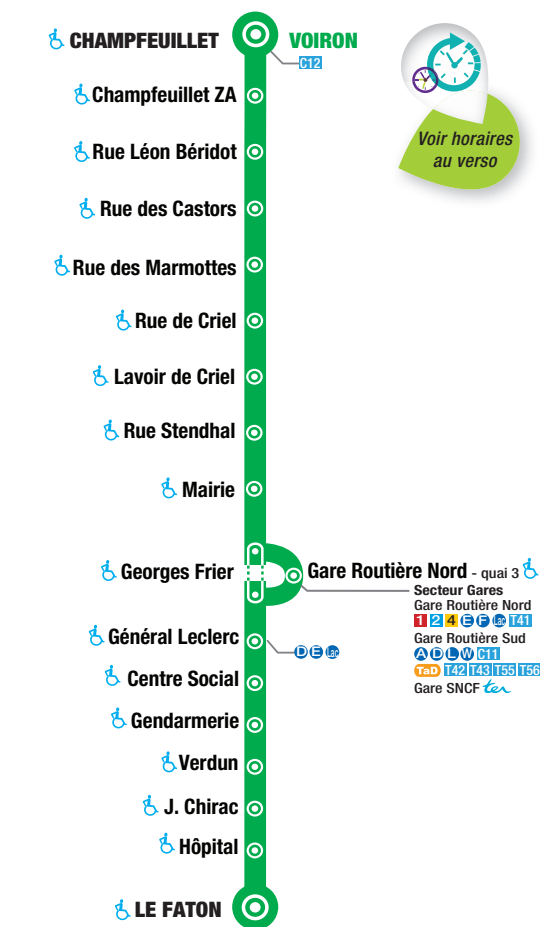 CHAMPFEUILLET VOIRON
C12
Voir horaires
au verso
Champfeuillet ZA
Rue Léon Béridot
Rue des Castors
Rue des Marmottes
Rue de Criel
Lavoir de Criel
Rue Stendhal
Mairie
Georges Frier
Gare Routière Nord - quai 3
Secteur Gares
Gare Routière Nord
1 2 4 E F Lac T41
Gare Routière Sud
A D L W C11
TaD T42 T43 T55 T56
Gare SNCF ter
Général Leclerc
D E Lac
Centre Social
Gendarmerie
Verdun
J. Chirac
Hôpital
LE FATON